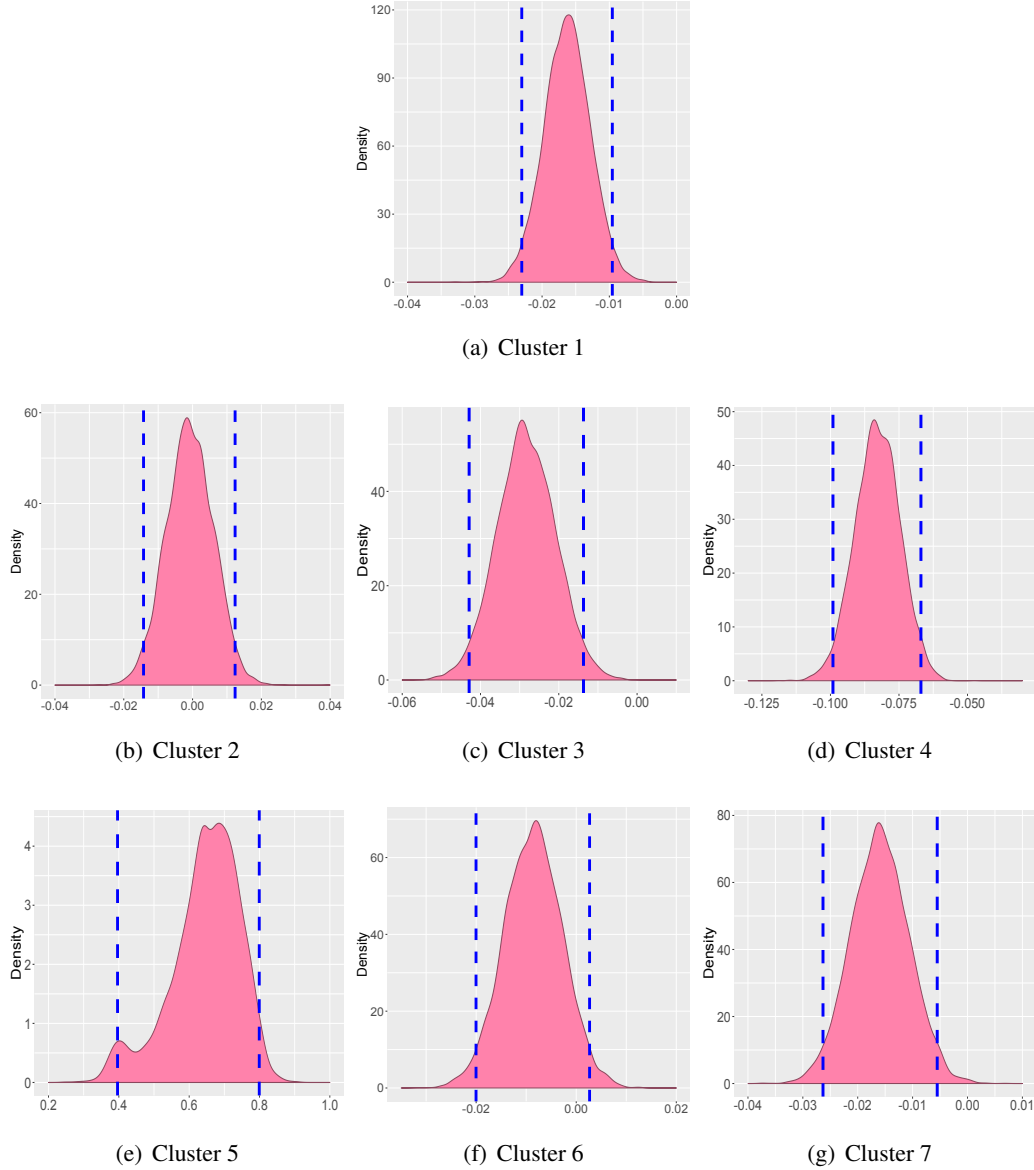 120
90
60
30
0
Density
-0.04 -0.03 -0.02 -0.01 0.00
(a) Cluster 1
60
40
20
0
Density
-0.04 -0.02 0.00 0.02 0.04
(b) Cluster 2
40
20
0
Density
-0.06 -0.04 -0.02 0.00
(c) Cluster 3
50
40
30
20
10
0
Density
-0.125 -0.100 -0.075 -0.050
(d) Cluster 4
4
3
2
1
0
Density
0.2 0.4 0.6 0.8 1.0
(e) Cluster 5
60
40
20
0
Density
-0.02 0.00 0.02
(f) Cluster 6
80
60
40
20
0
Density
-0.04 -0.03 -0.02 -0.01 0.00 0.01
(g) Cluster 7